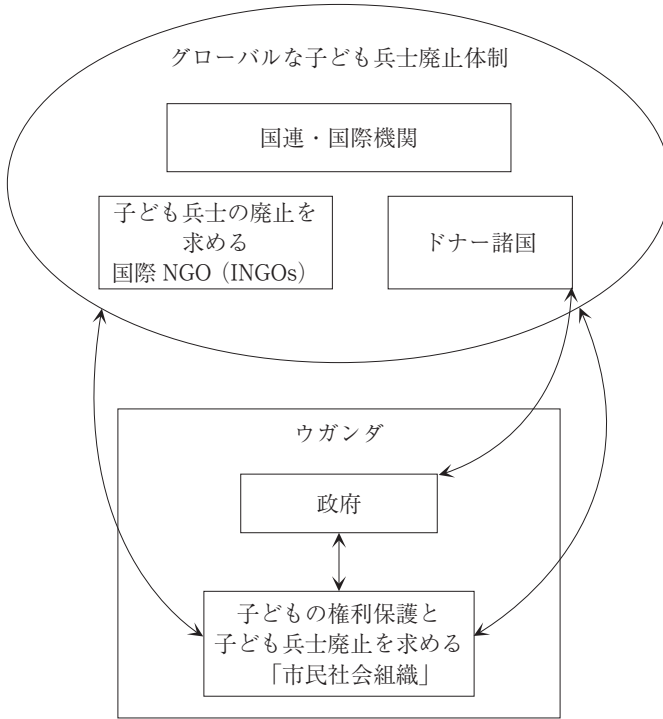 グローバルな子ども兵士廃止体制
国連・国際機関
子ども兵士の廃止を
求める
国際 NGO（INGOs）
ドナー諸国
ウガンダ
政府
子どもの権利保護と
子ども兵士廃止を求める
「市民社会組織」